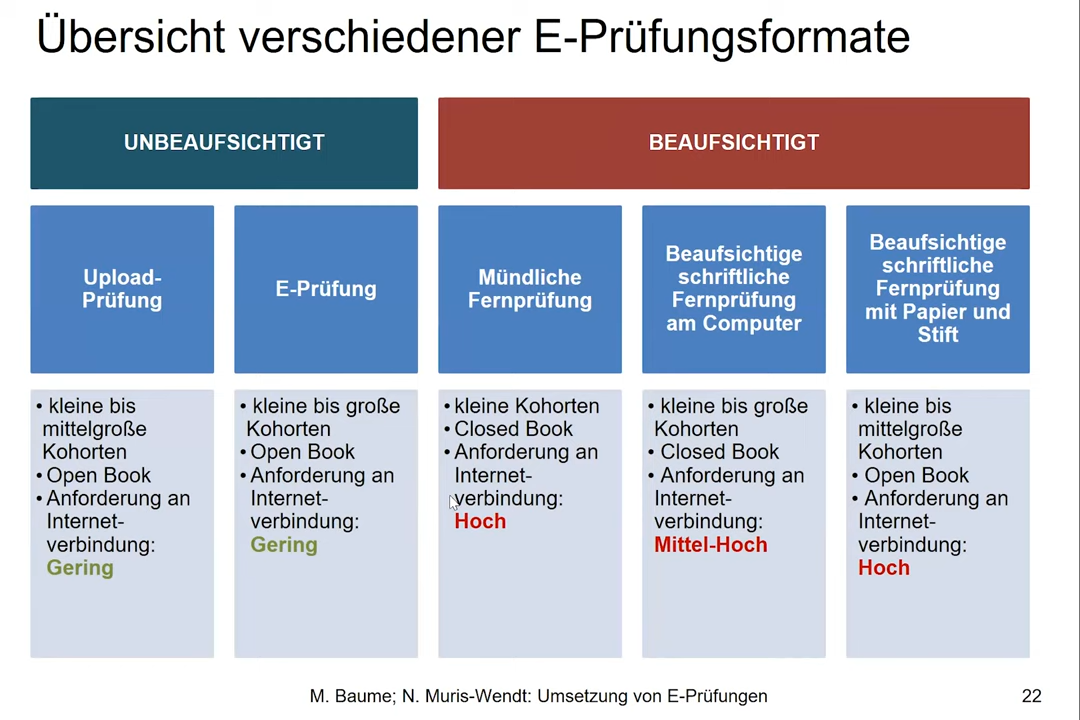 Übersicht verschiedener E-Prüfungsformate
UNBEAUFSICHTIGT
BEAUFSICHTIGT
Upload-
Prüfung
E-Prüfung
Mündliche
Fernprüfung
Beaufsichtige
schriftliche
Fernprüfung
am Computer
Beaufsichtige
schriftliche
Fernprüfung
mit Papier und
Stift
• kleine bis
mittelgroße
Kohorten
• Open Book
• Anforderung an
Internet-
verbindung:
Gering
• kleine bis große
Kohorten
• Open Book
• Anforderung an
Internet-
verbindung:
Gering
• kleine Kohorten
• Closed Book
• Anforderung an
Internet-
verbindung:
Hoch
• kleine bis große
Kohorten
• Closed Book
• Anforderung an
Internet-
verbindung:
Mittel-Hoch
• kleine bis
mittelgroße
Kohorten
• Open Book
• Anforderung an
Internet-
verbindung:
Hoch
M. Baume; N. Muris-Wendt: Umsetzung von E-Prüfungen
22